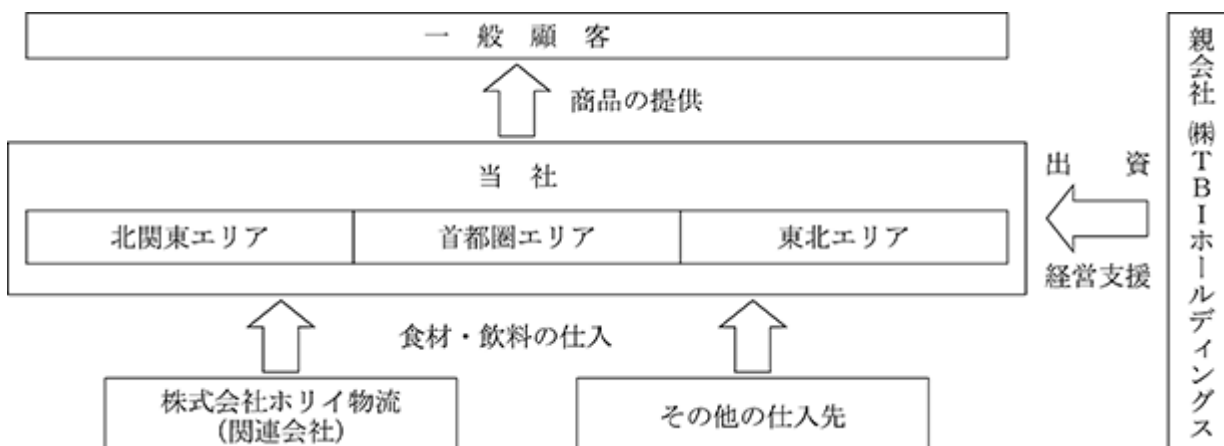 一般顧客
商品の提供
当社
北関東エリア
首都圏エリア
東北エリア
出資
経営支援
親会社 ㈱TBIホールディングス
食材・飲料の仕入
株式会社ホリイ物流
(関連会社)
その他の仕入先